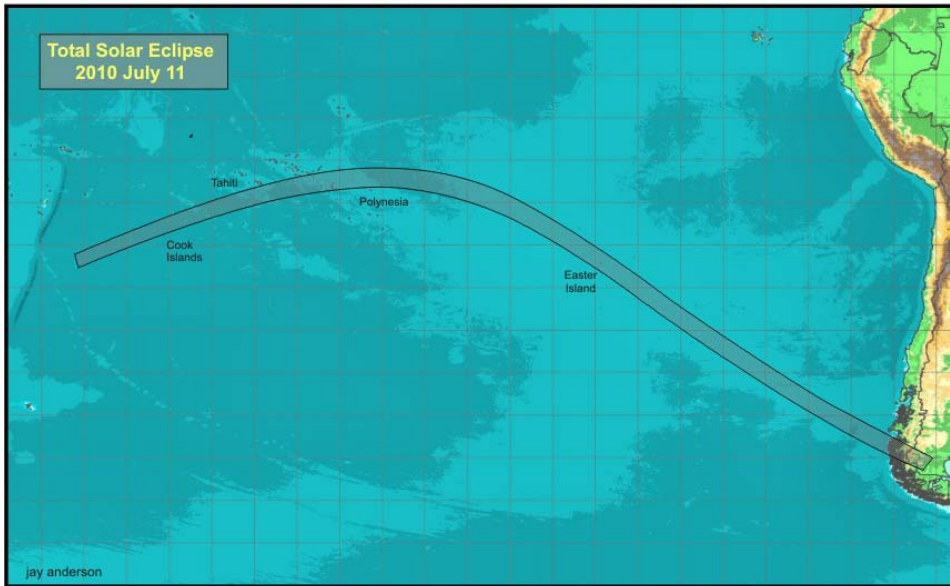 Total Solar Eclipse
2010 July 11
Tahiti
Polynesia
Cook
Islands
Easter
Island
jay anderson